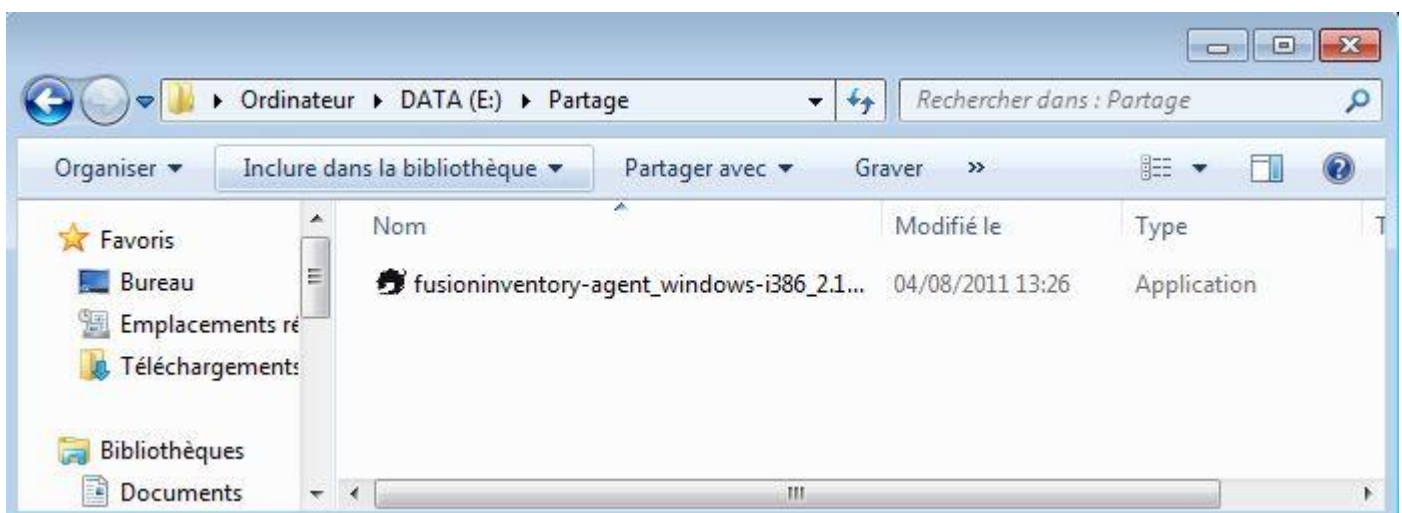 Ordinateur DATA (E:) Partage Rechercher dans : Partage
Organiser Inclure dans la bibliothèque Partager avec Graver »
Nom Modifié le Type T
Favoris
Bureau
fusioninventory-agent_windows-i386_2.1... 04/08/2011 13:26 Application
Emplacements ré
Téléchargements
Bibliothèques
Documents